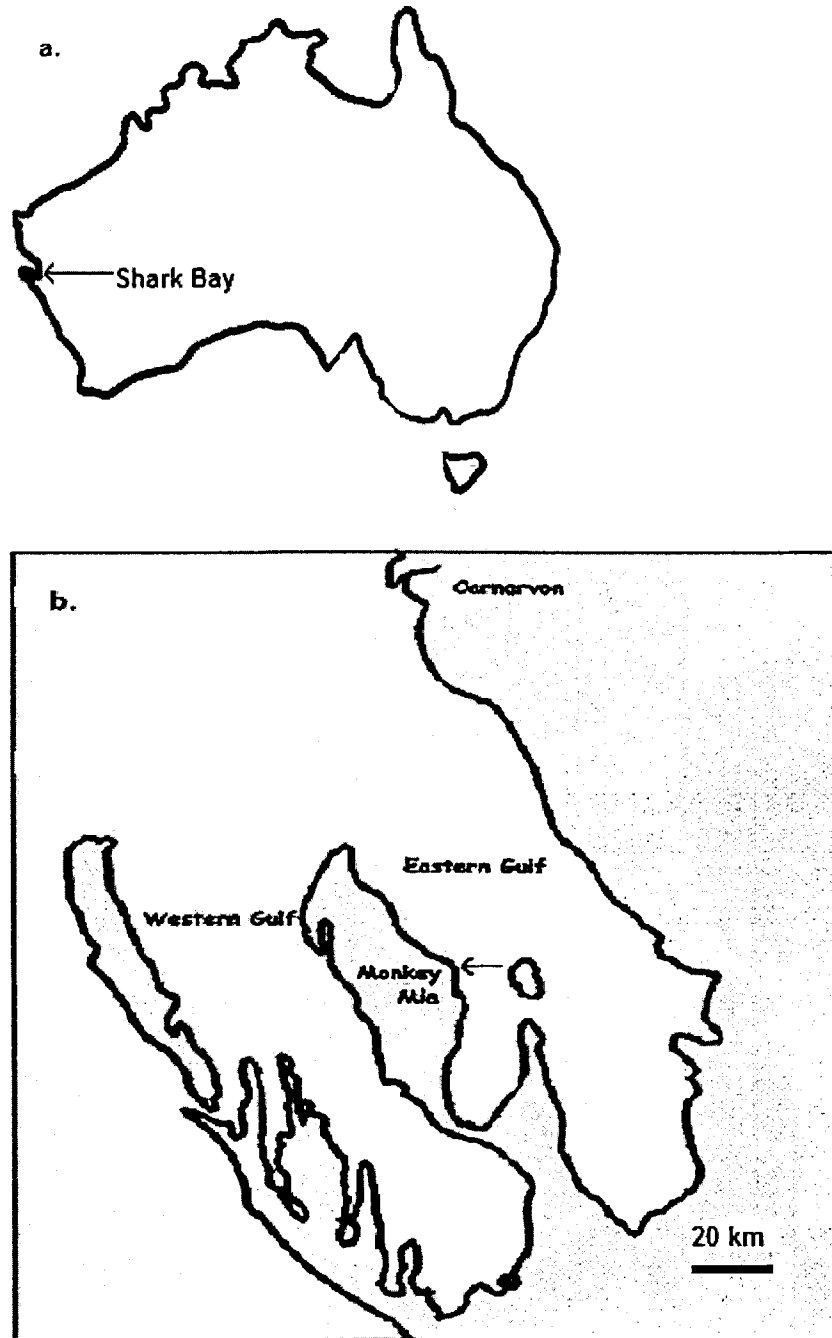 a.
Shark Bay
b.
Carnarvon
Eastern Gulf
Western Gulf
Monkey
Mia
20 km